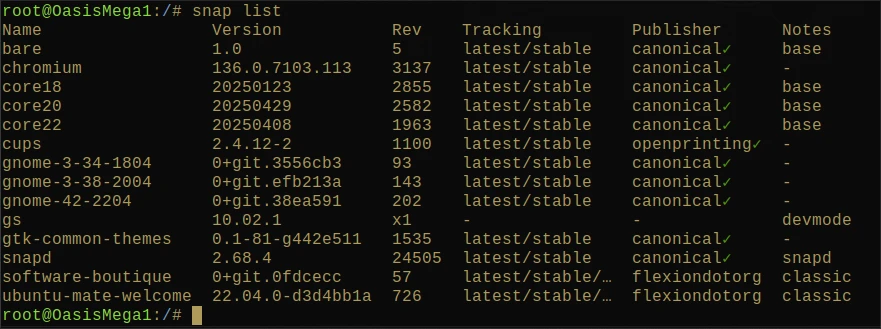 root@OasisMega1:/# snap list
Name Version Rev Tracking Publisher Notes
bare 1.0 5 latest/stable canonical✓ base
chromium 136.0.7103.113 3137 latest/stable canonical✓ -
core18 20250123 2855 latest/stable canonical✓ base
core20 20250429 2582 latest/stable canonical✓ base
core22 20250408 1963 latest/stable canonical✓ base
cups 2.4.12-2 1100 latest/stable openprinting✓ -
gnome-3-34-1804 0+git.3556cb3 93 latest/stable canonical✓ -
gnome-3-38-2004 0+git.efb213a 143 latest/stable canonical✓ -
gnome-42-2204 0+git.38ea591 202 latest/stable canonical✓ -
gs 10.02.1 x1 - - devmode
gtk-common-themes 0.1-81-g442e511 1535 latest/stable canonical✓ -
snapd 2.68.4 24505 latest/stable canonical✓ snapd
software-boutique 0+git.0fdcecc 57 latest/stable/… flexiondotorg classic
ubuntu-mate-welcome 22.04.0-d3d4bb1a 726 latest/stable/… flexiondotorg classic
root@OasisMega1:/#